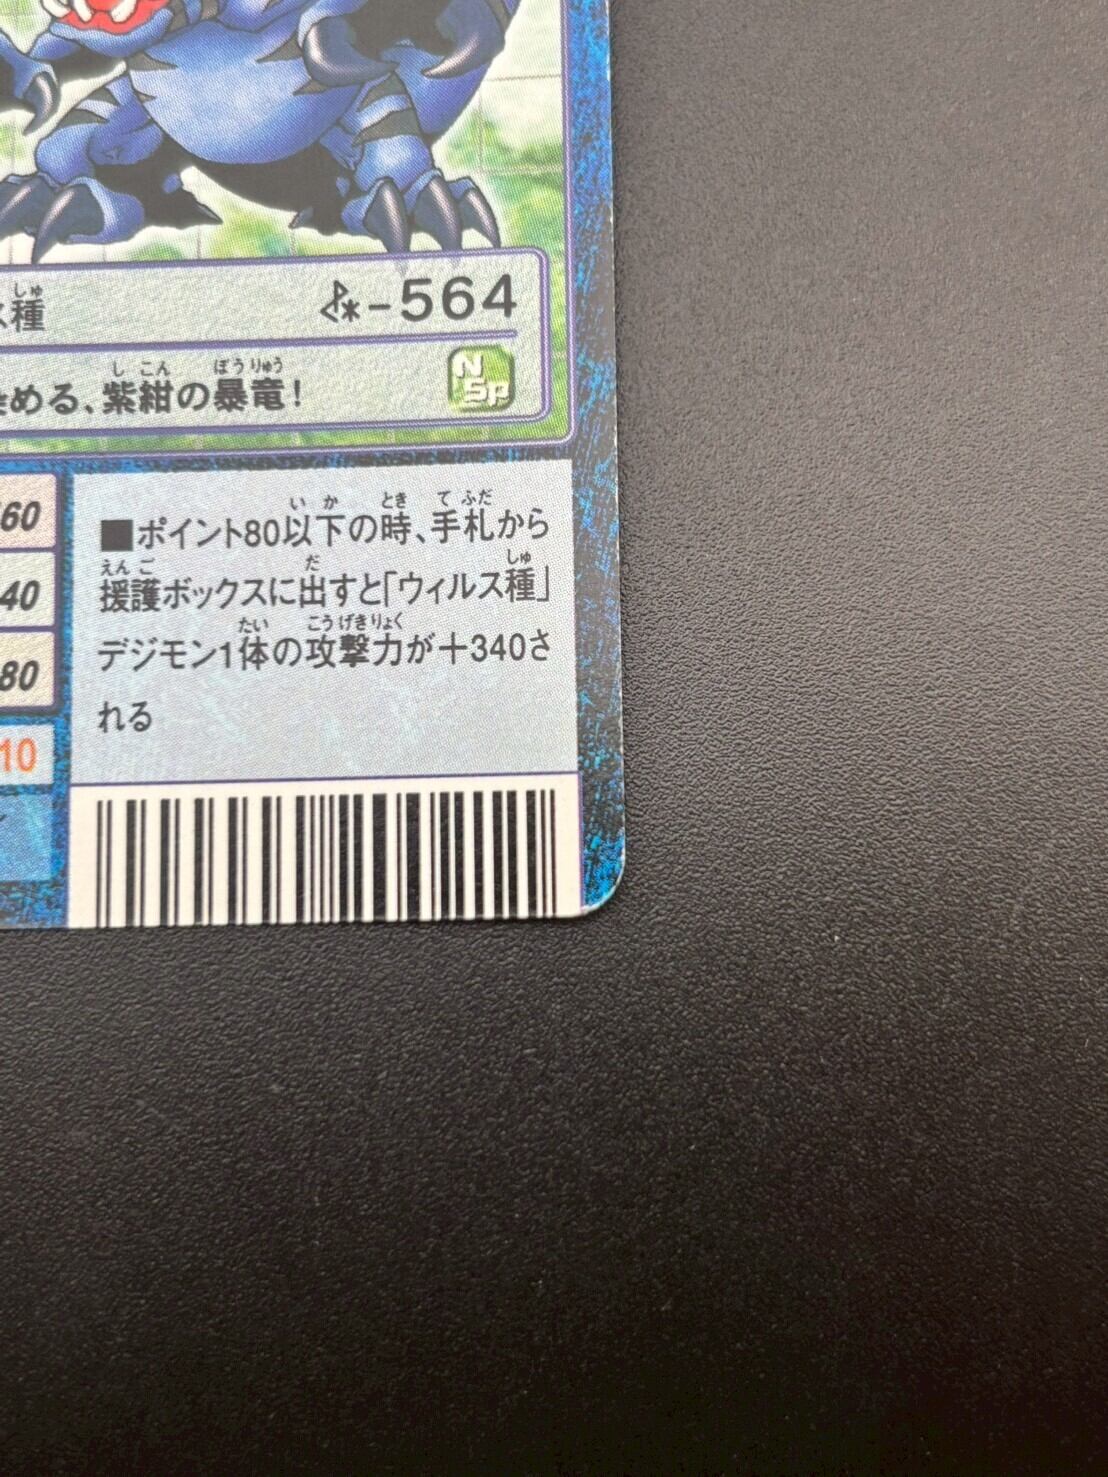 ス種
-564
める、紫紺の暴竜！
N Sp
60
■ポイント80以下の時、手札から
40
援護ボックスに出すと「ウィルス種」
80
デジモン1体の攻撃力が＋340さ
れる
10